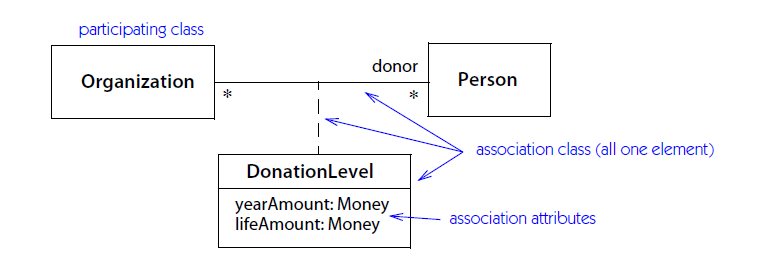 participating class
Organization
donor
Person
*
*
association class (all one element)
DonationLevel
yearAmount: Money
lifeAmount: Money
association attributes